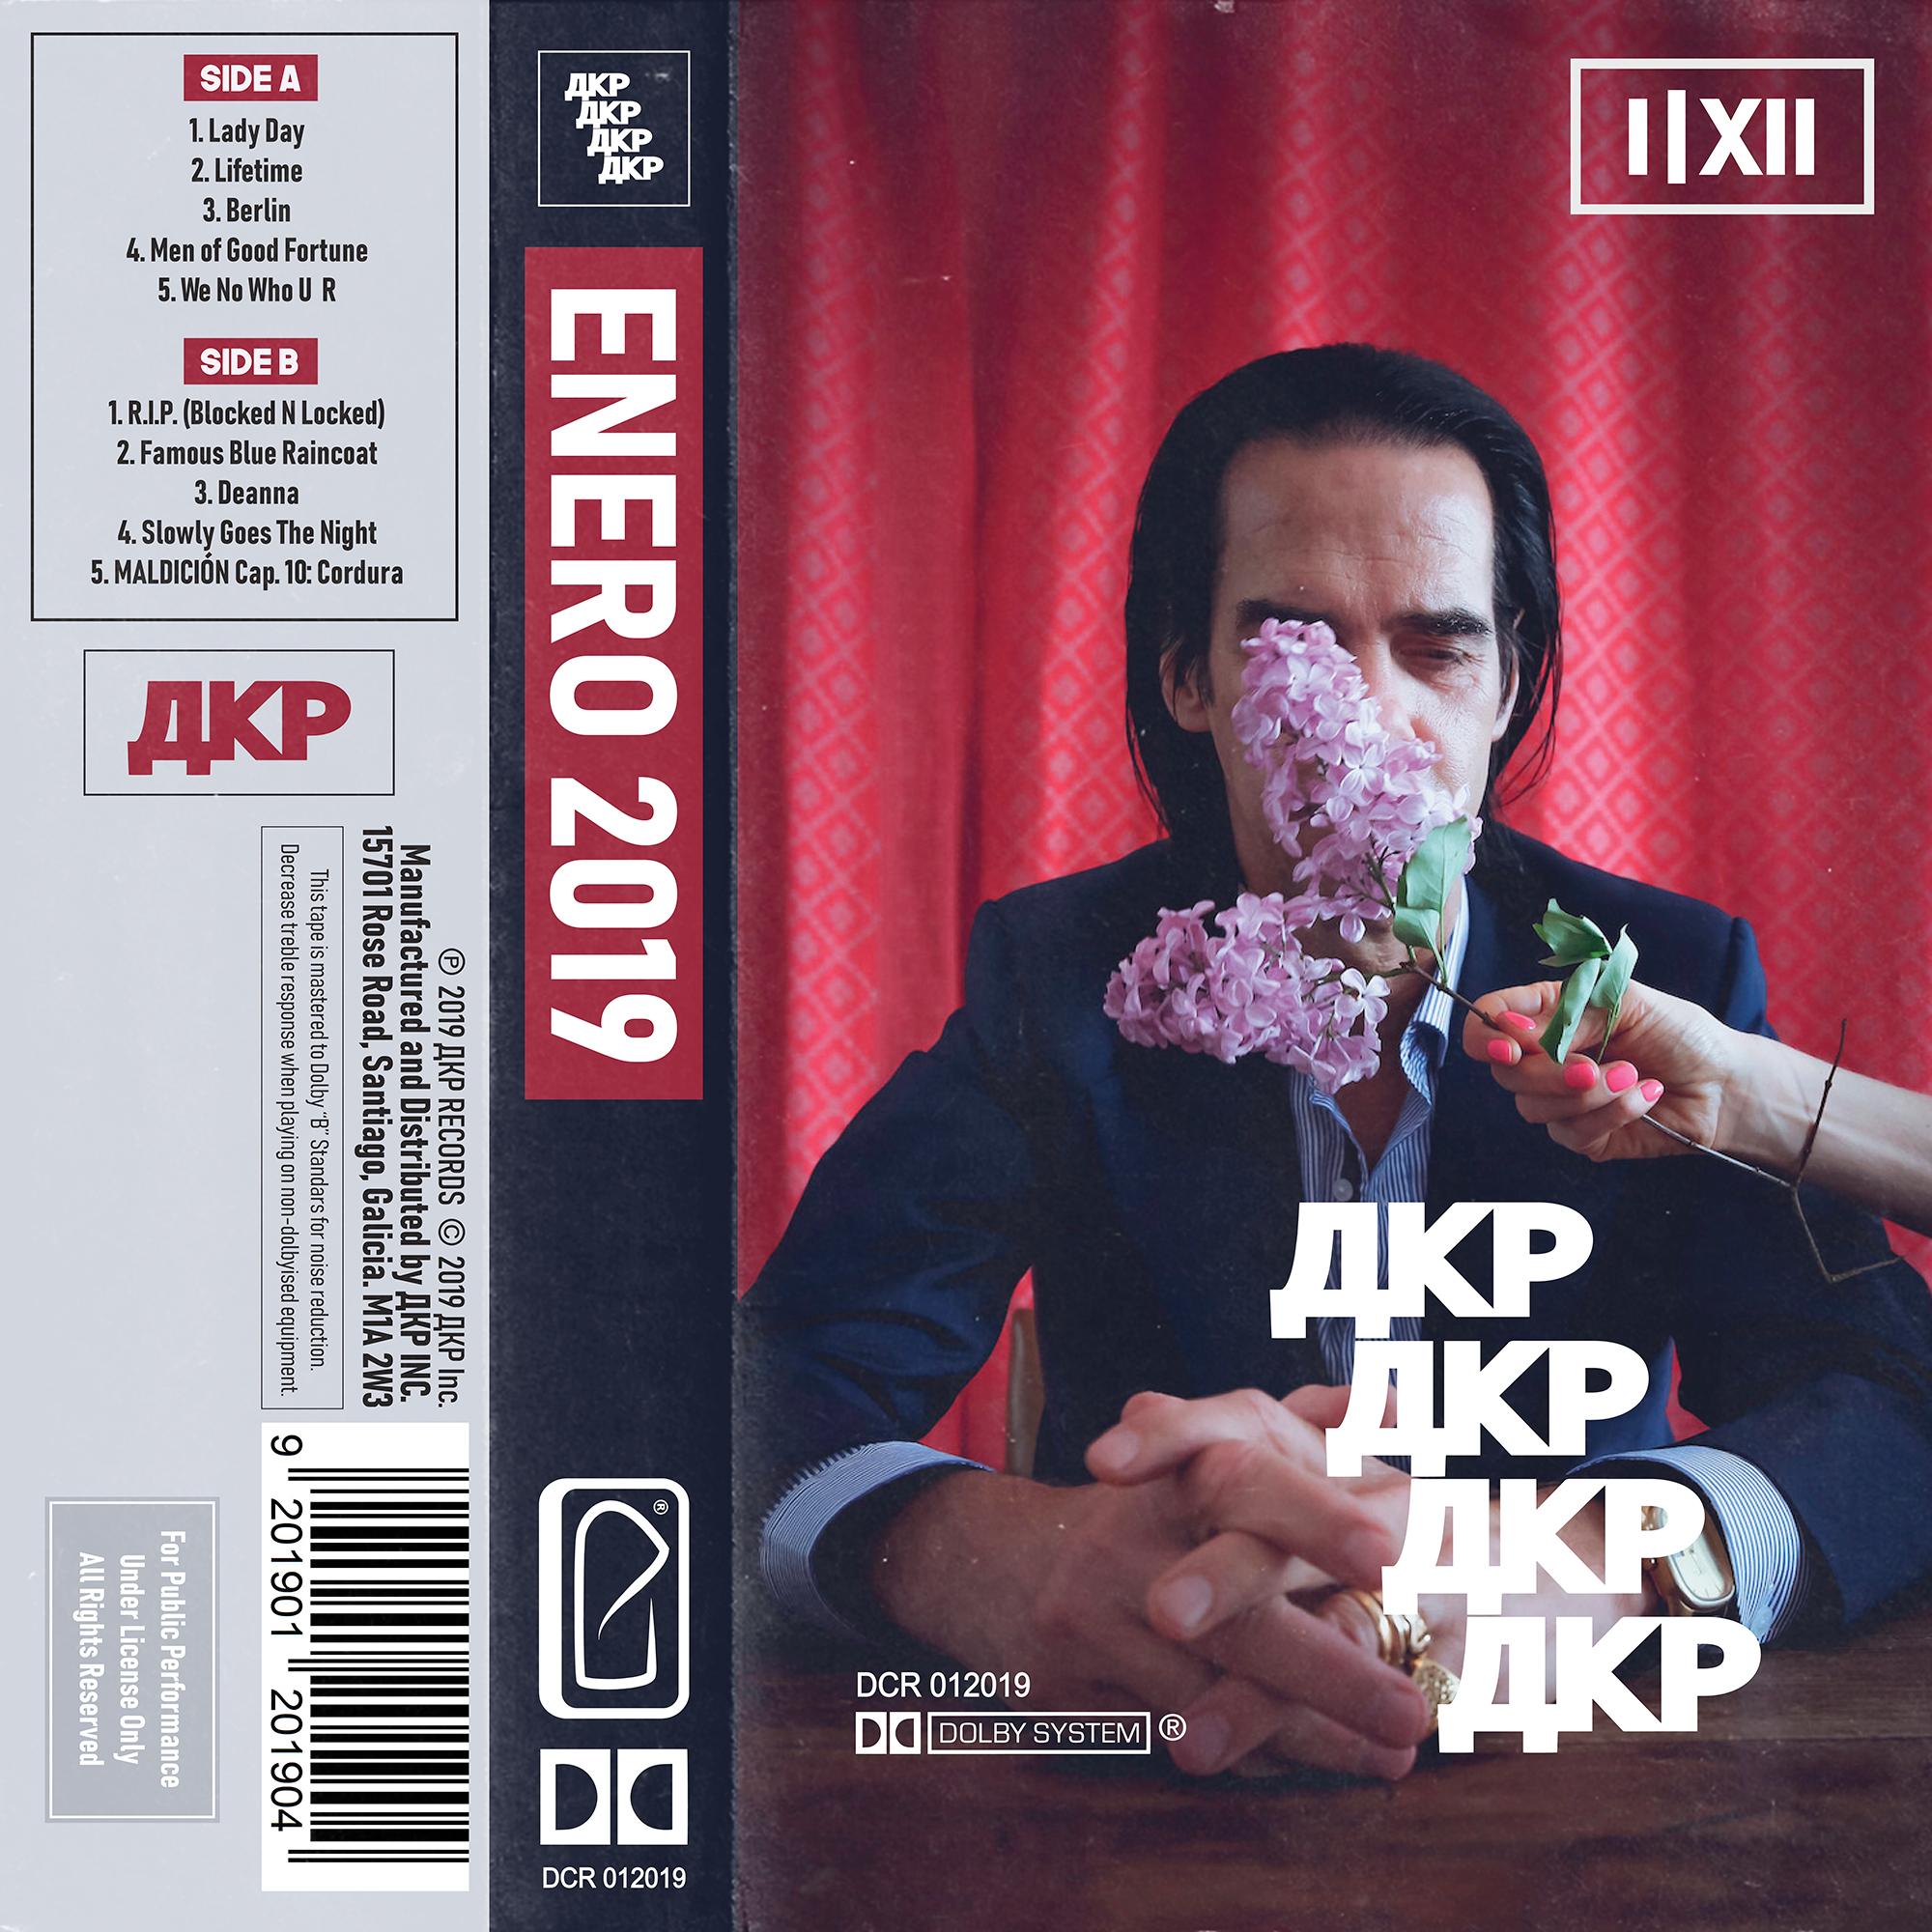 SIDE A
1. Lady Day
2. Lifetime
3. Berlin
4. Men of Good Fortune
5. We No Who U R
SIDE B
1. R.I.P. (Blocked N Locked)
2. Famous Blue Raincoat
3. Deanna
4. Slowly Goes The Night
5. MALDICIÓN Cap. 10: Cordura
ДКР
Ⓟ 2019 ДКР RECORDS © 2019 ДКР Inc.
Manufactured and Distributed by ДКР INC.
15701 Rose Road, Santiago, Galicia. M1A 2W3
This tape is mastered to Dolby “B” Standars for noise reduction.
Decrease treble response when playing on non-dolbyised equipment.
9 201901 201904
For Public Performance
Under License Only
All Rights Reserved
ДКР
ДКР
ДКР
ДКР
ENERO 2019
®
DCR 012019
I|XII
ДКР
ДКР
ДКР
ДКР
DCR 012019
DOLBY SYSTEM ®